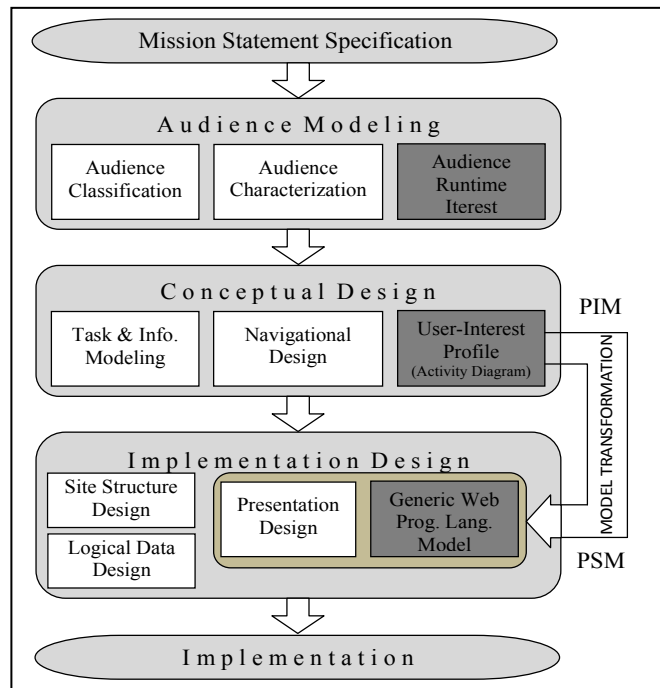 Mission Statement Specification
Audience Modeling
Audience
Classification
Audience
Characterization
Audience
Runtime
Iterest
Conceptual Design
Task & Info.
Modeling
Navigational
Design
User-Interest
Profile
(Activity Diagram)
PIM
MODEL TRANSFORMATION
PSM
Implementation Design
Site Structure
Design
Logical Data
Design
Presentation
Design
Generic Web
Prog. Lang.
Model
Implementation